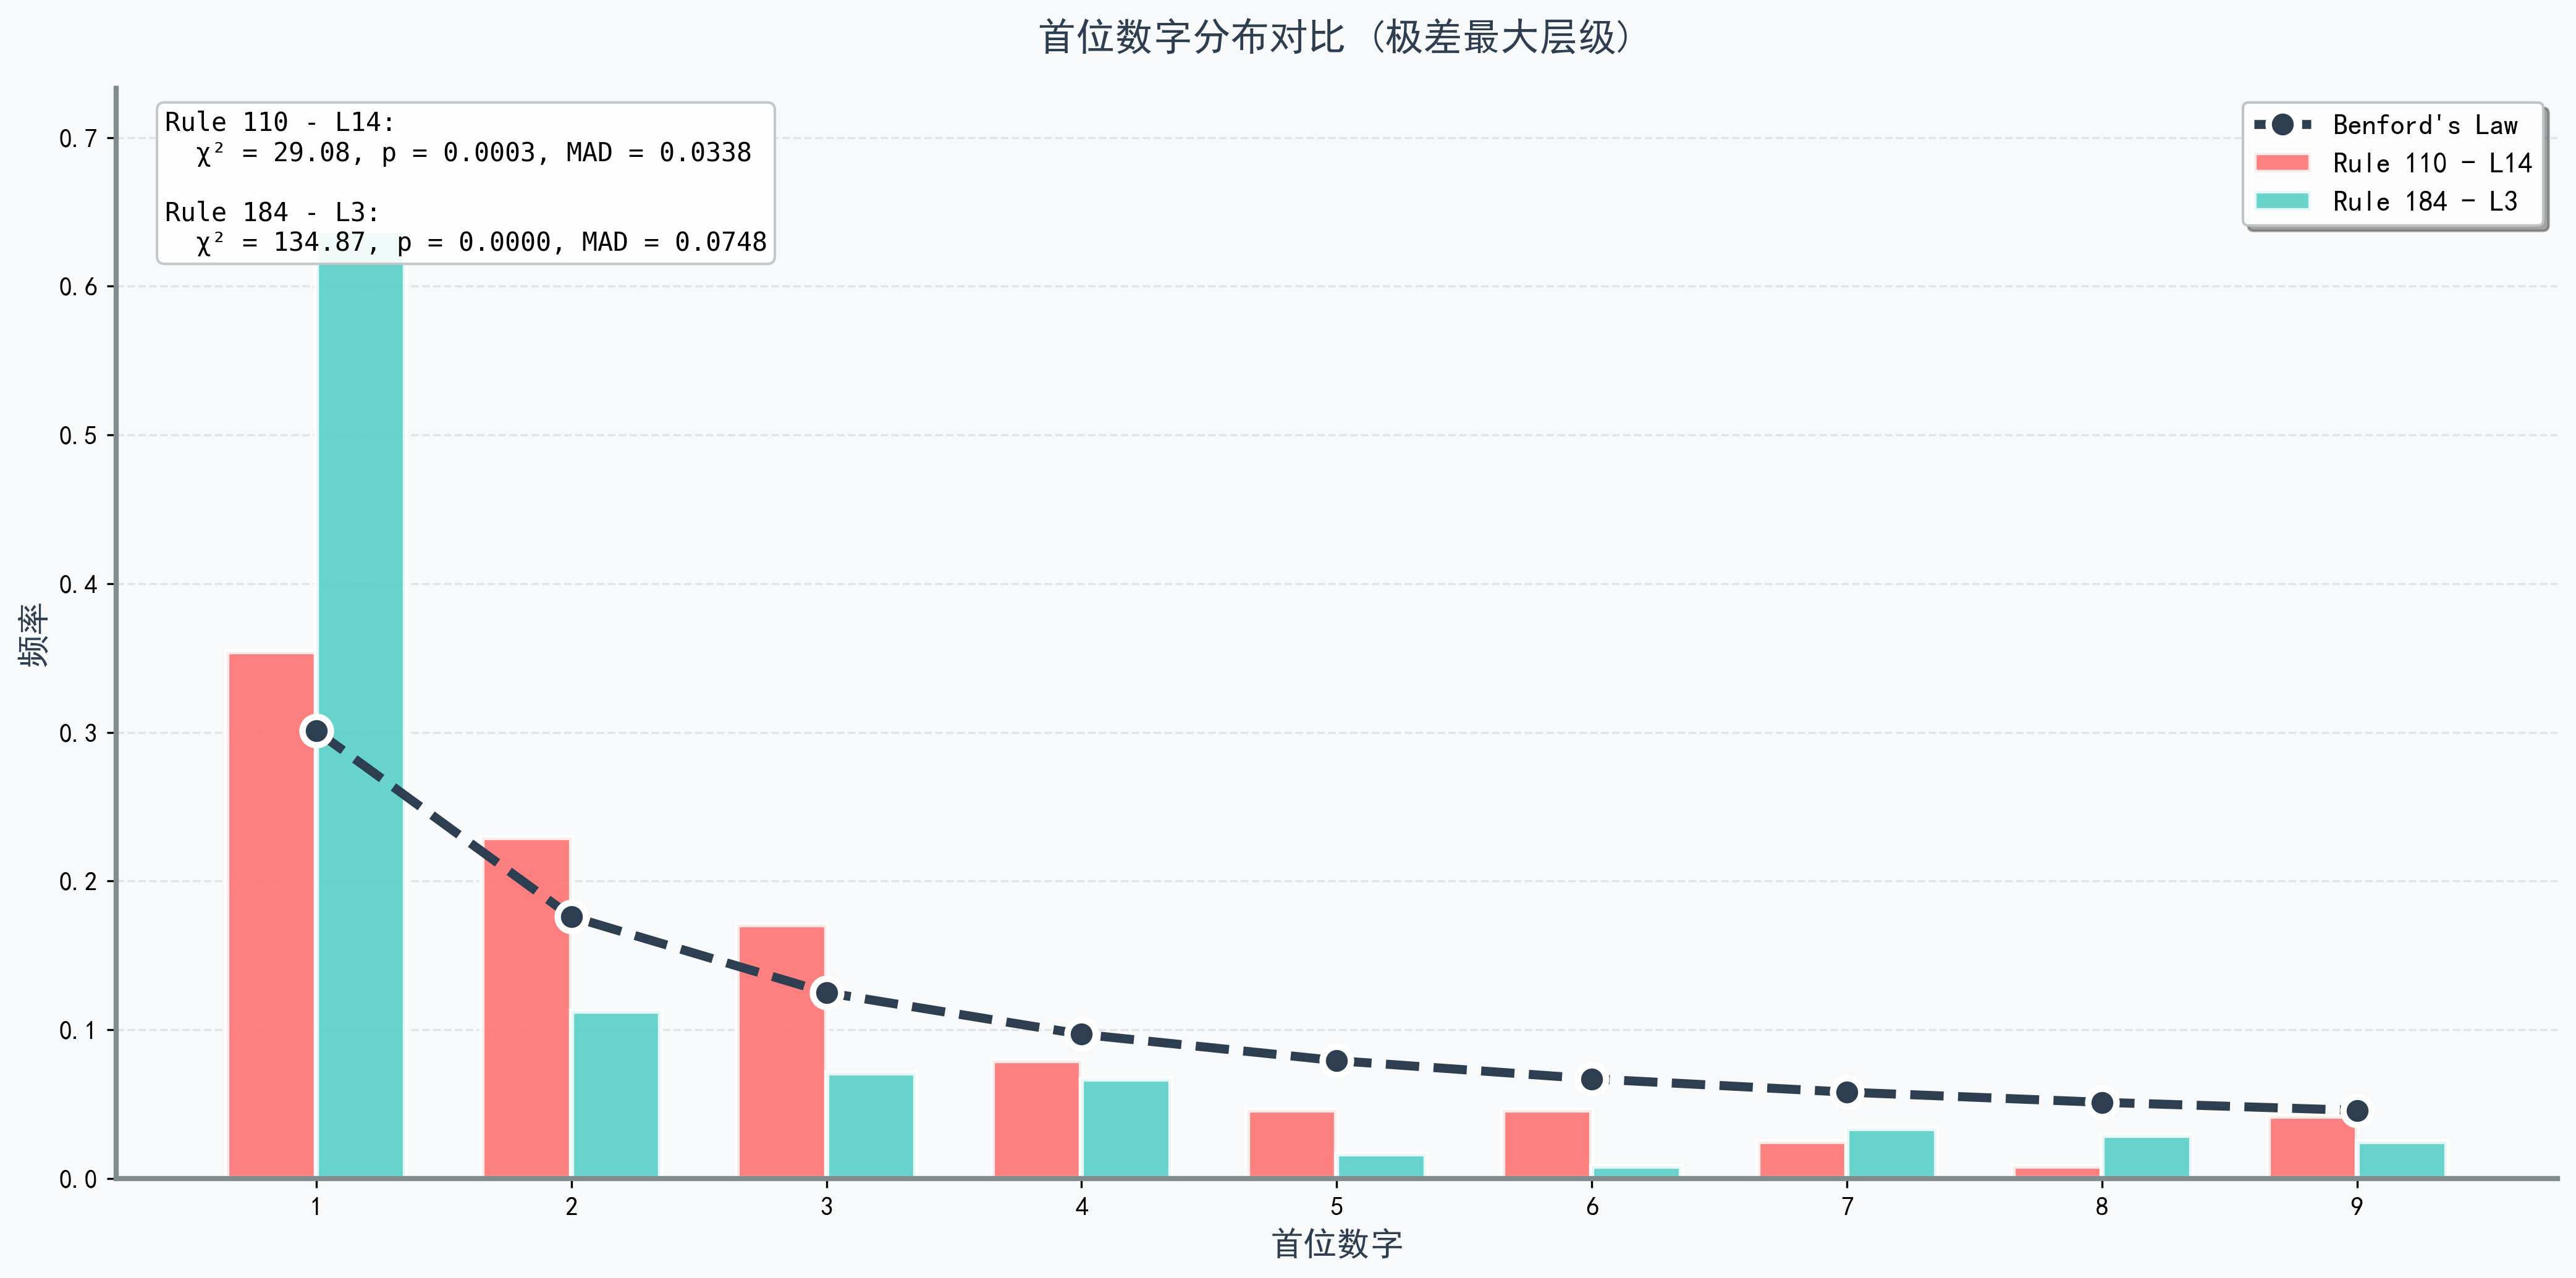 首位数字分布对比 (极差最大层级)
Rule 110 - L14:
χ² = 29.08, p = 0.0003, MAD = 0.0338
Rule 184 - L3:
χ² = 134.87, p = 0.0000, MAD = 0.0748
Benford's Law
Rule 110 - L14
Rule 184 - L3
频率
0.7
0.6
0.5
0.4
0.3
0.2
0.1
0.0
1 2 3 4 5 6 7 8 9
首位数字